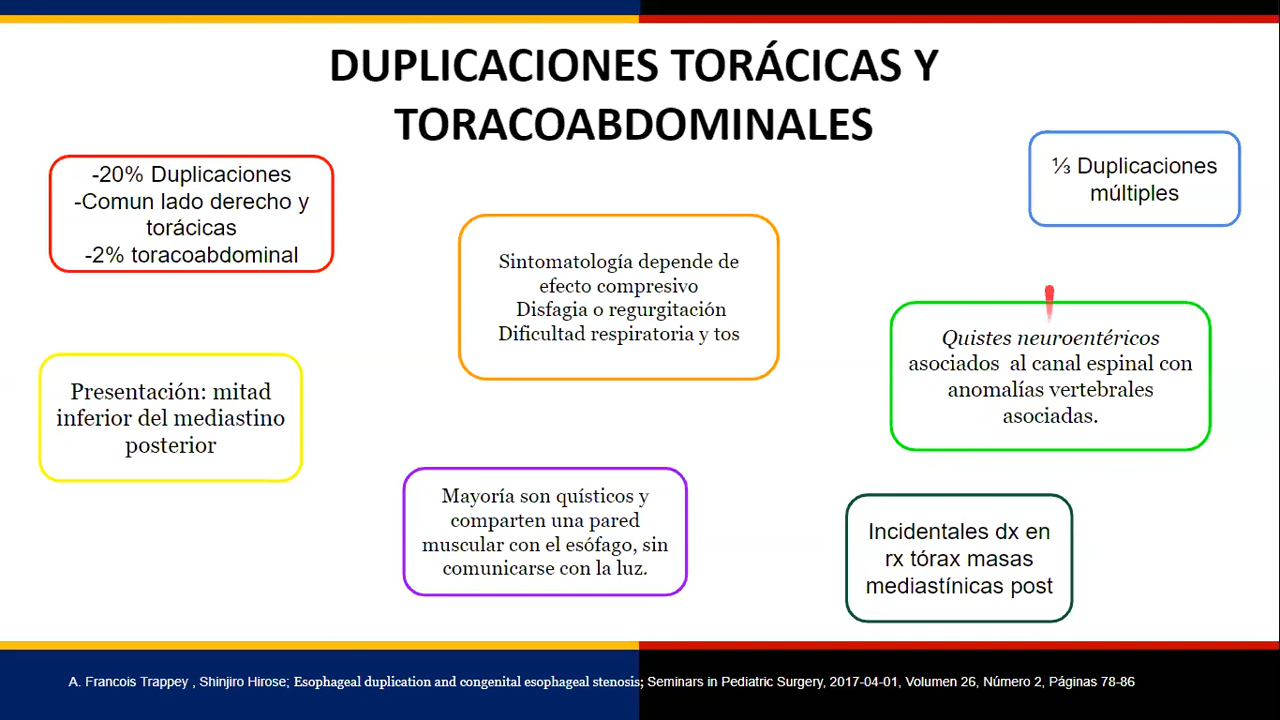 DUPLICACIONES TORÁCICAS Y
TORACOABDOMINALES
-20% Duplicaciones
-Comun lado derecho y
torácicas
-2% toracoabdominal
⅓ Duplicaciones
múltiples
Sintomatología depende de
efecto compresivo
Disfagia o regurgitación
Dificultad respiratoria y tos
Quistes neuroentéricos
asociados al canal espinal con
anomalías vertebrales
asociadas.
Presentación: mitad
inferior del mediastino
posterior
Mayoría son quísticos y
comparten una pared
muscular con el esófago, sin
comunicarse con la luz.
Incidentales dx en
rx tórax masas
mediastínicas post
A. Francois Trappey , Shinjiro Hirose; Esophageal duplication and congenital esophageal stenosis; Seminars in Pediatric Surgery, 2017-04-01, Volumen 26, Número 2, Páginas 78-86